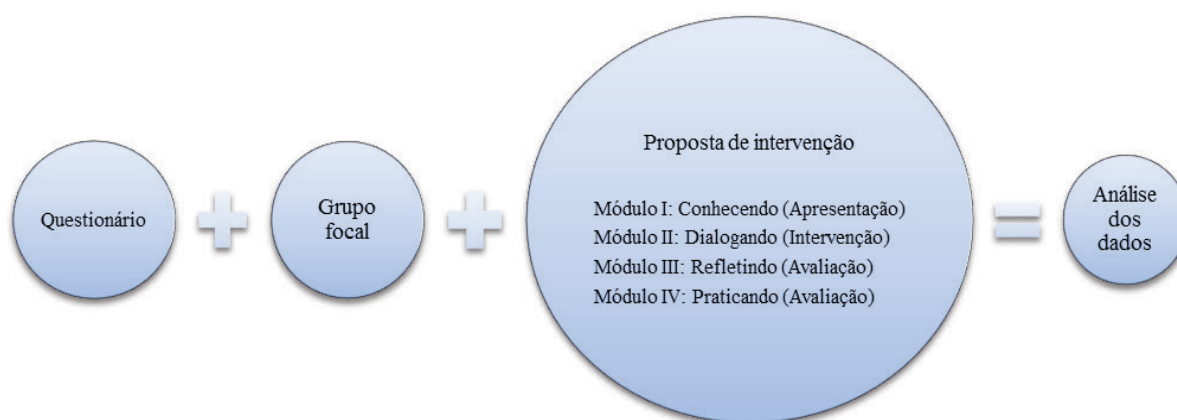 Questionário
Grupo
focal
Proposta de intervenção
Módulo I: Conhecendo (Apresentação)
Módulo II: Dialogando (Intervenção)
Módulo III: Refletindo (Avaliação)
Módulo IV: Praticando (Avaliação)
Análise
dos
dados